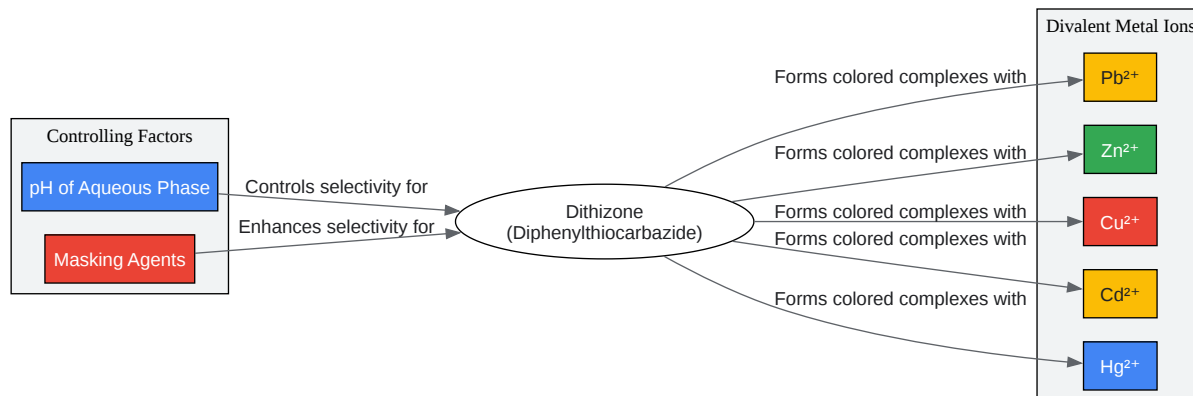 Controlling Factors
pH of Aqueous Phase
Masking Agents
Controls selectivity for
Enhances selectivity for
Dithizone
(Diphenylthiocarbazide)
Forms colored complexes with
Forms colored complexes with
Forms colored complexes with
Forms colored complexes with
Forms colored complexes with
Divalent Metal Ions
Pb²⁺
Zn²⁺
Cu²⁺
Cd²⁺
Hg²⁺